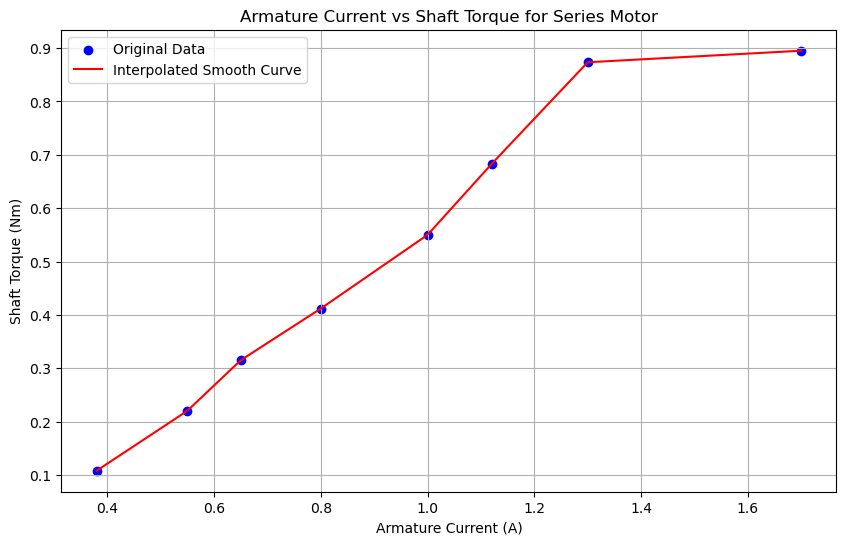 Armature Current vs Shaft Torque for Series Motor
Original Data
Interpolated Smooth Curve
Shaft Torque (Nm)
0.9
0.8
0.7
0.6
0.5
0.4
0.3
0.2
0.1
0.4 0.6 0.8 1.0 1.2 1.4 1.6
Armature Current (A)